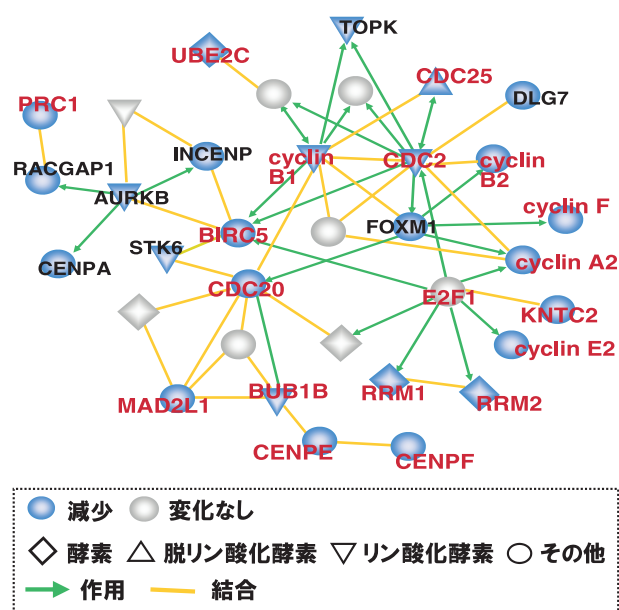 TOPK
UBE2C
CDC25
PRC1
DLG7
INCENP
cyclin B1
CDC2
cyclin B2
RACGAP1
AURKB
BIRC5
FOXM1
cyclin F
STK6
CENPA
cyclin A2
CDC20
E2F1
KNTC2
cyclin E2
MAD2L1
BUB1B
RRM1
RRM2
CENPE
CENPF
減少 変化なし
酵素 脱リン酸化酵素 リン酸化酵素 その他
作用 結合